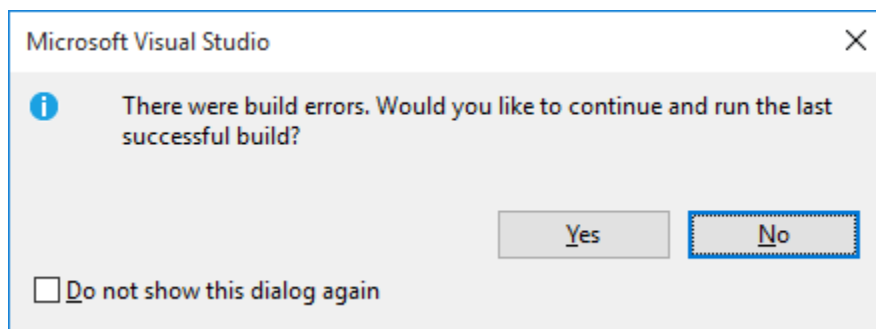 Microsoft Visual Studio
There were build errors. Would you like to continue and run the last
successful build?
Yes
No
Do not show this dialog again